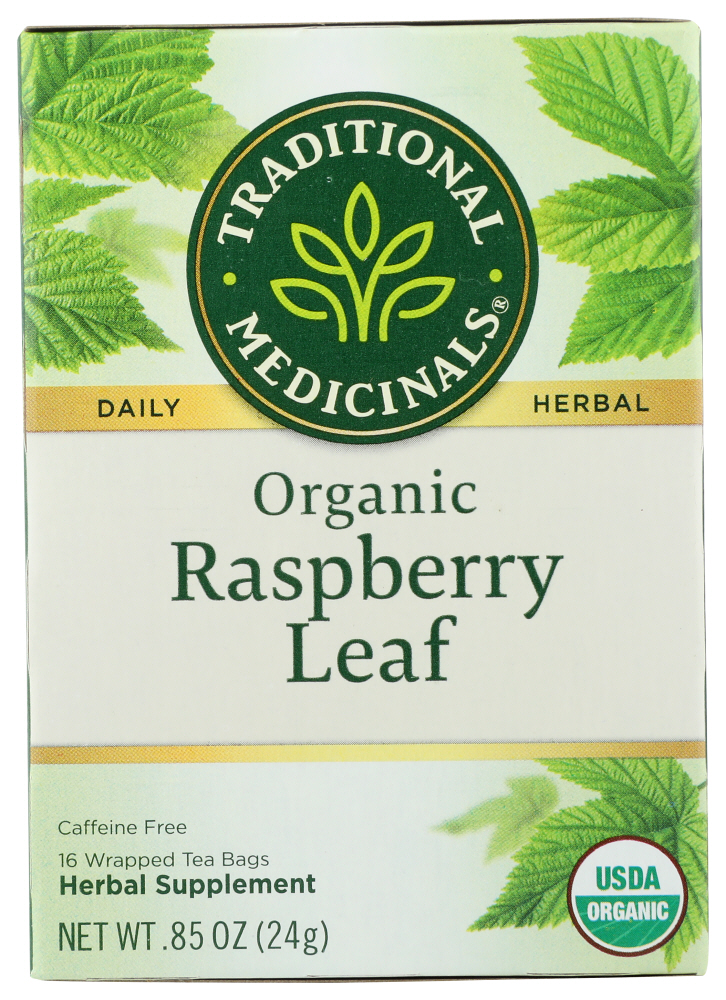 TRADITIONAL
MEDICINALS®
DAILY
HERBAL
Organic
Raspberry
Leaf
Caffeine Free
16 Wrapped Tea Bags
Herbal Supplement
NET WT .85 OZ (24g)
USDA
ORGANIC